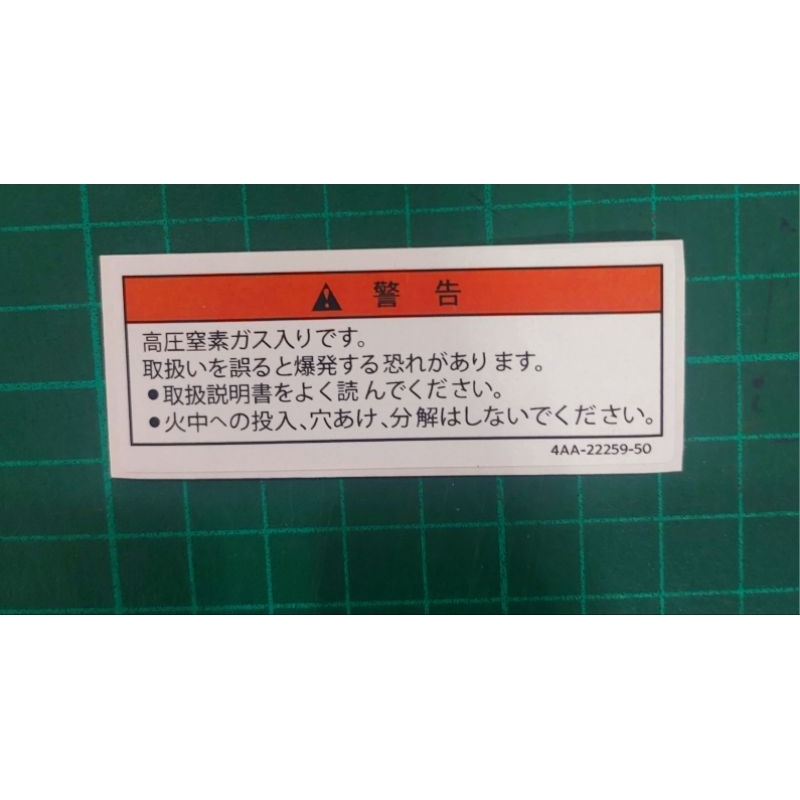 警告
高圧窒素ガス入りです。
取扱いを誤ると爆発する恐れがあります。
●取扱説明書をよく読んでください。
●火中への投入、穴あけ、分解はしないでください。
4AA-22259-50